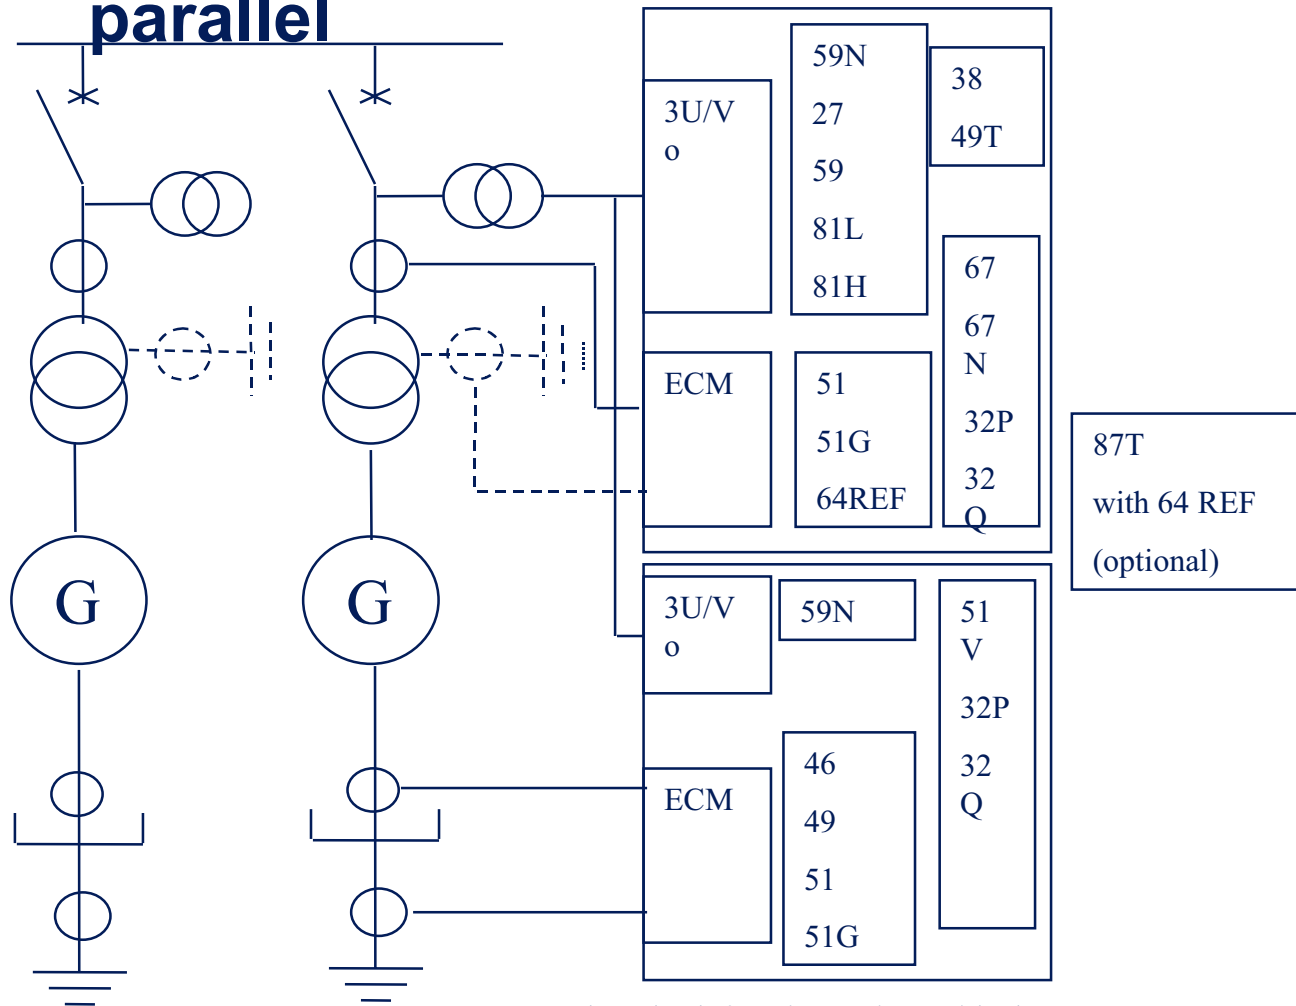 parallel
3U/V
o
59N
27
59
81L
81H
38
49T
67
67
N
32P
32
Q
ECM
51
51G
64REF
87T
with 64 REF
(optional)
G
G
3U/V
o
59N
51
V
32P
32
Q
ECM
46
49
51
51G